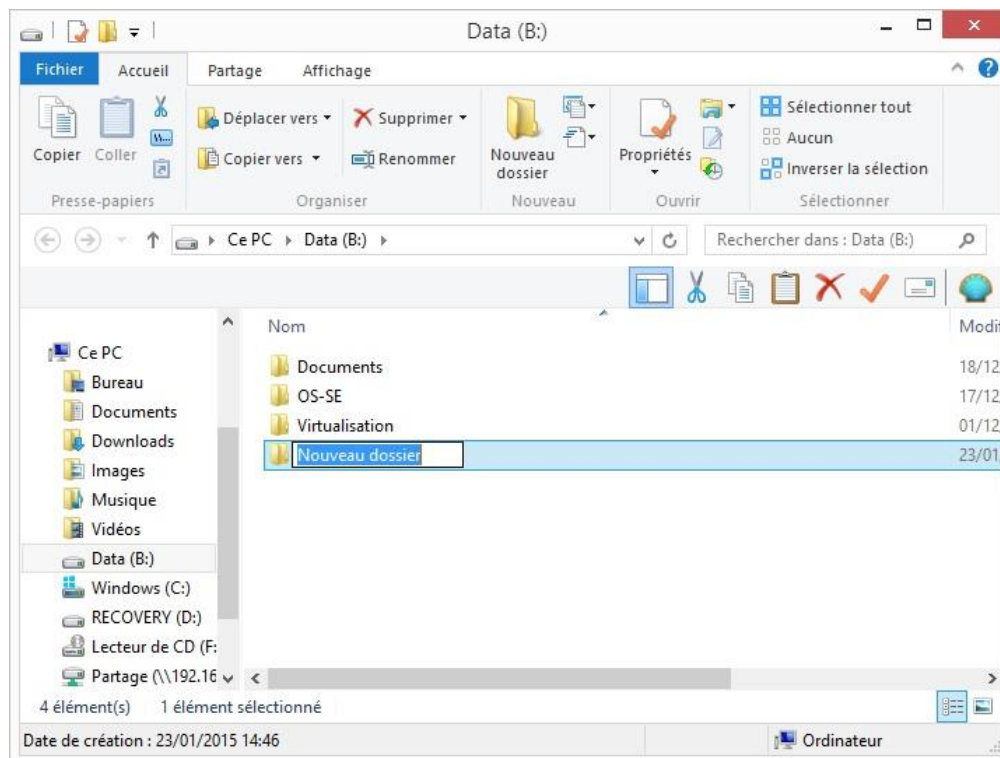 Data (B:)
Fichier Accueil Partage Affichage
Copier Coller W... Déplacer vers Copier vers Supprimer Renommer Nouveau dossier Propriétés Sélectionner tout Aucun Inverser la sélection
Presse-papiers Organiser Nouveau Ouvrir Sélectionner
Ce PC Data (B:) Rechercher dans : Data (B:)
Nom Modif
Ce PC
Bureau
Documents
Downloads
Images
Musique
Vidéos
Data (B:)
Windows (C:)
RECOVERY (D:)
Lecteur de CD (F:
Partage (\\192.16
Documents 18/12
OS-SE 17/12
Virtualisation 01/12
Nouveau dossier 23/01
4 élément(s) 1 élément sélectionné
Date de création : 23/01/2015 14:46 Ordinateur